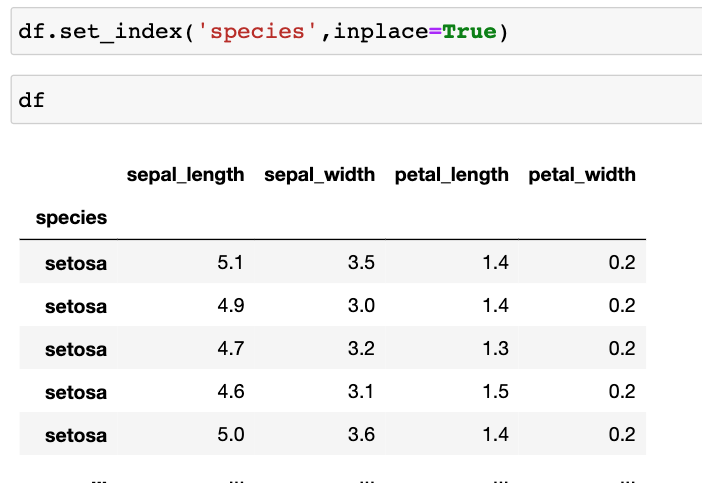 df.set_index('species',inplace=True)
df
sepal_length sepal_width petal_length petal_width
species
setosa 5.1 3.5 1.4 0.2
setosa 4.9 3.0 1.4 0.2
setosa 4.7 3.2 1.3 0.2
setosa 4.6 3.1 1.5 0.2
setosa 5.0 3.6 1.4 0.2
... ... ... ... ...